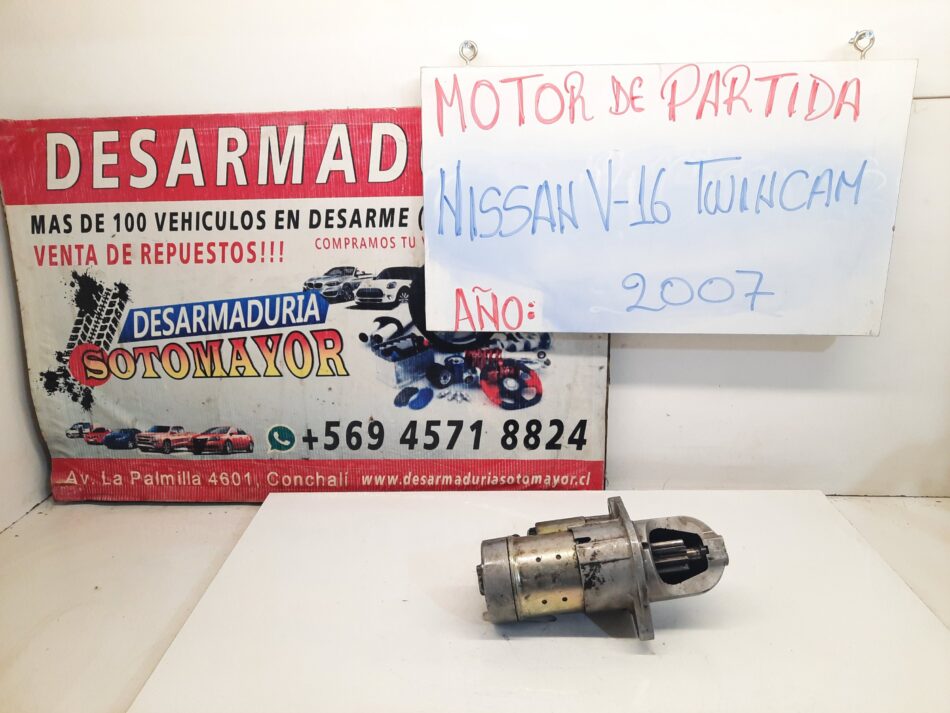 MOTOR DE PARTIDA
NISSAN V-16 TWINCAM
AÑO: 2007
DESARMAD
MAS DE 100 VEHICULOS EN DESARME (
VENTA DE REPUESTOS!!!
COMPRAMOS TU
DESARMADURIA
SOTOMAYOR
+569 4571 8824
Av. La Palmilla 4601, Conchalí www.desarmaduriasotomayor.cl